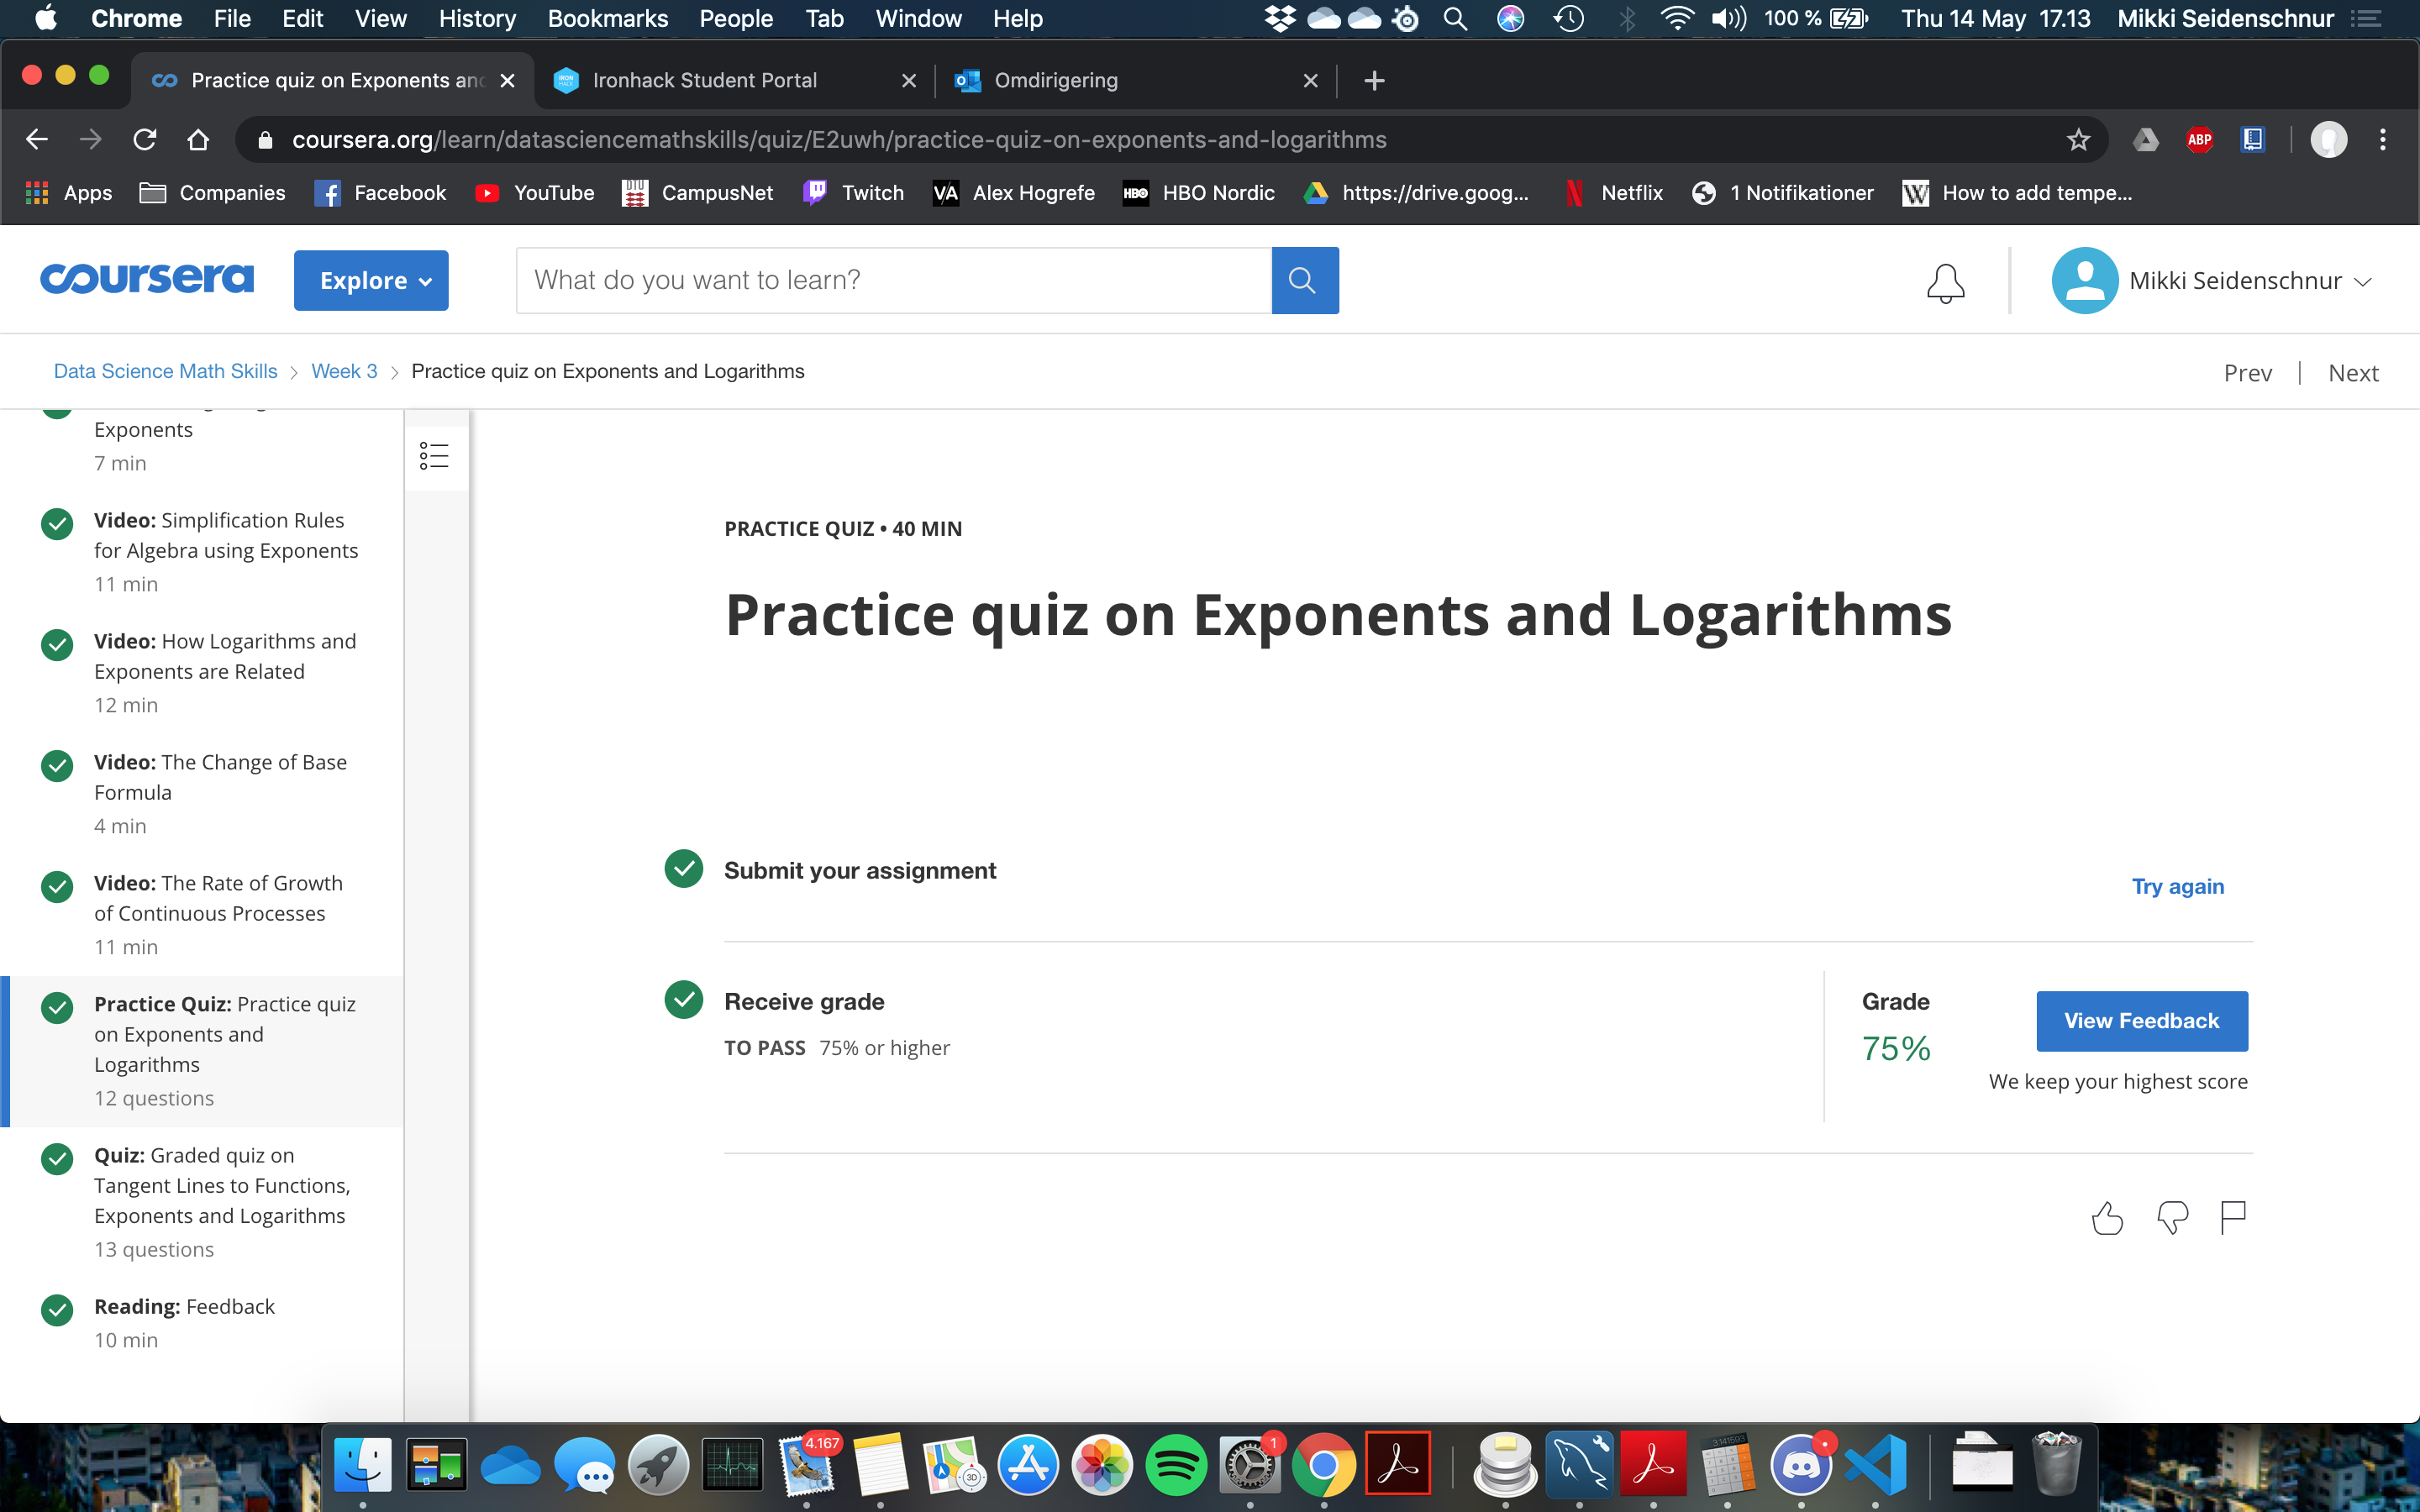 Chrome File Edit View History Bookmarks People Tab Window Help 100 % Thu 14 May 17.13 Mikki Seidenschnur
Practice quiz on Exponents and Ironhack Student Portal Omdirigering
coursera.org/learn/datasciencemathskills/quiz/E2uwh/practice-quiz-on-exponents-and-logarithms ABP
Apps Companies Facebook YouTube CampusNet Twitch VA Alex Hogrefe HBO HBO Nordic https://drive.goog... Netflix 1 Notifikationer W How to add tempe...
coursera Explore What do you want to learn? Mikki Seidenschnur
Data Science Math Skills Week 3 Practice quiz on Exponents and Logarithms Prev Next
Exponents
7 min
Video: Simplification Rules
for Algebra using Exponents
11 min
Video: How Logarithms and
Exponents are Related
12 min
Video: The Change of Base
Formula
4 min
Video: The Rate of Growth
of Continuous Processes
11 min
Practice Quiz: Practice quiz
on Exponents and
Logarithms
12 questions
Quiz: Graded quiz on
Tangent Lines to Functions,
Exponents and Logarithms
13 questions
Reading: Feedback
10 min
PRACTICE QUIZ • 40 MIN
Practice quiz on Exponents and Logarithms
Submit your assignment
Try again
Receive grade
TO PASS 75% or higher
Grade
75%
View Feedback
We keep your highest score
4.167 3D 1 3.141593